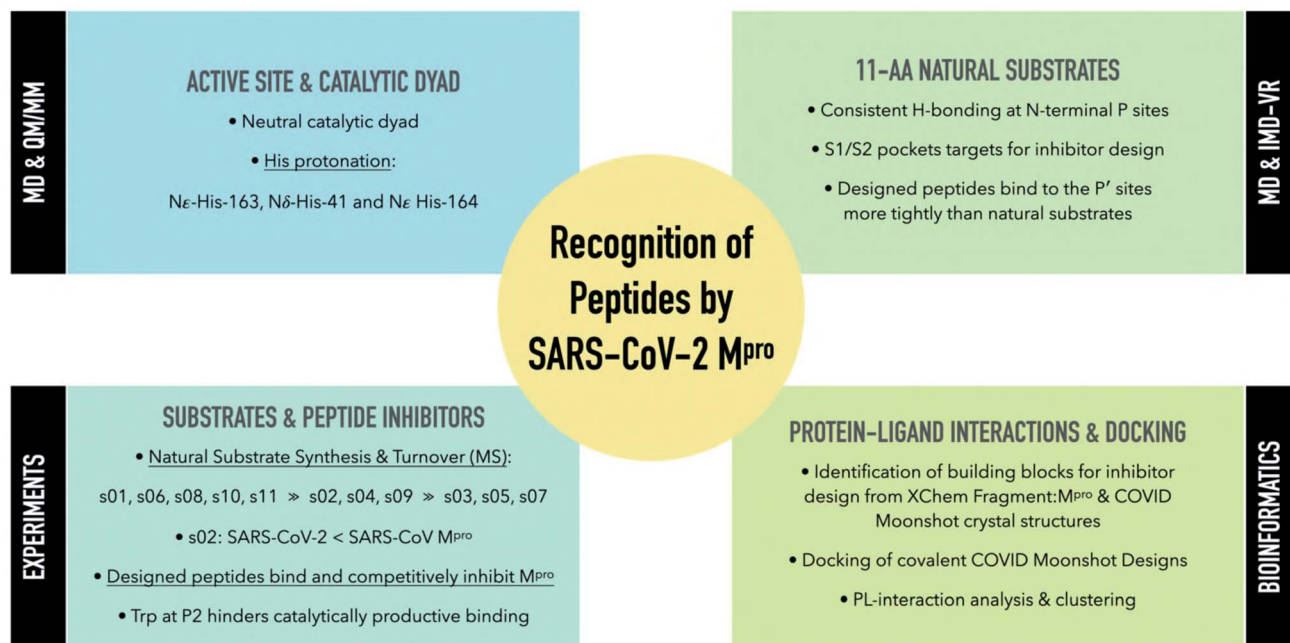 MD & QM/MM
ACTIVE SITE & CATALYTIC DYAD
• Neutral catalytic dyad
• His protonation:
Nε-His-163, Nδ-His-41 and Nε His-164
11-AA NATURAL SUBSTRATES
• Consistent H-bonding at N-terminal P sites
• S1/S2 pockets targets for inhibitor design
• Designed peptides bind to the P′ sites
more tightly than natural substrates
MD & IMD-VR
Recognition of
Peptides by
SARS-CoV-2 Mpro
EXPERIMENTS
SUBSTRATES & PEPTIDE INHIBITORS
• Natural Substrate Synthesis & Turnover (MS):
s01, s06, s08, s10, s11 ≫ s02, s04, s09 ≫ s03, s05, s07
• s02: SARS-CoV-2 < SARS-CoV Mpro
• Designed peptides bind and competitively inhibit Mpro
• Trp at P2 hinders catalytically productive binding
PROTEIN-LIGAND INTERACTIONS & DOCKING
• Identification of building blocks for inhibitor
design from XChem Fragment:Mpro & COVID
Moonshot crystal structures
• Docking of covalent COVID Moonshot Designs
• PL-interaction analysis & clustering
BIOINFORMATICS